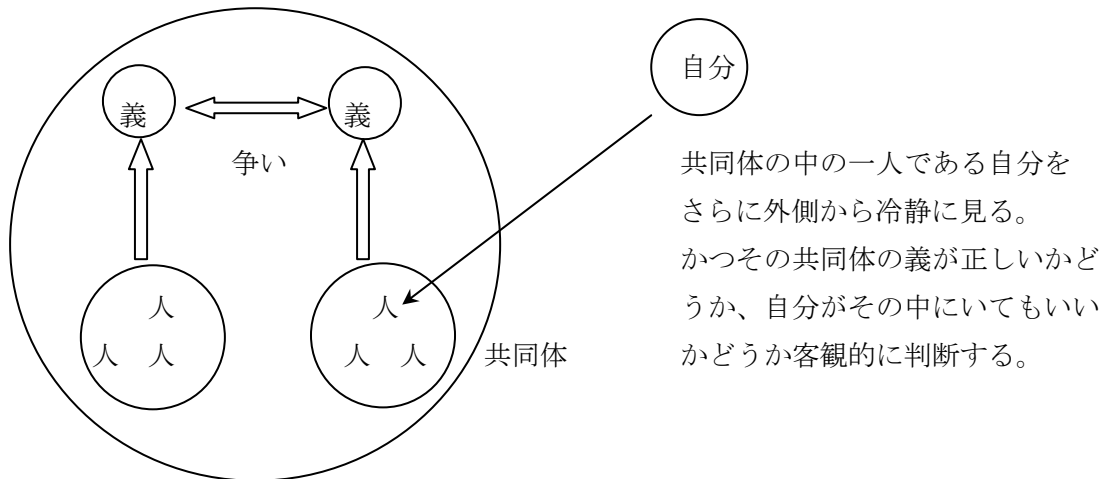 自分
義
義
争い
共同体の中の一人である自分を
さらに外側から冷静に見る。
かつその共同体の義が正しいかど
うか、自分がその中にいてもいい
かどうか客観的に判断する。
人
人 人
人
人 人
共同体